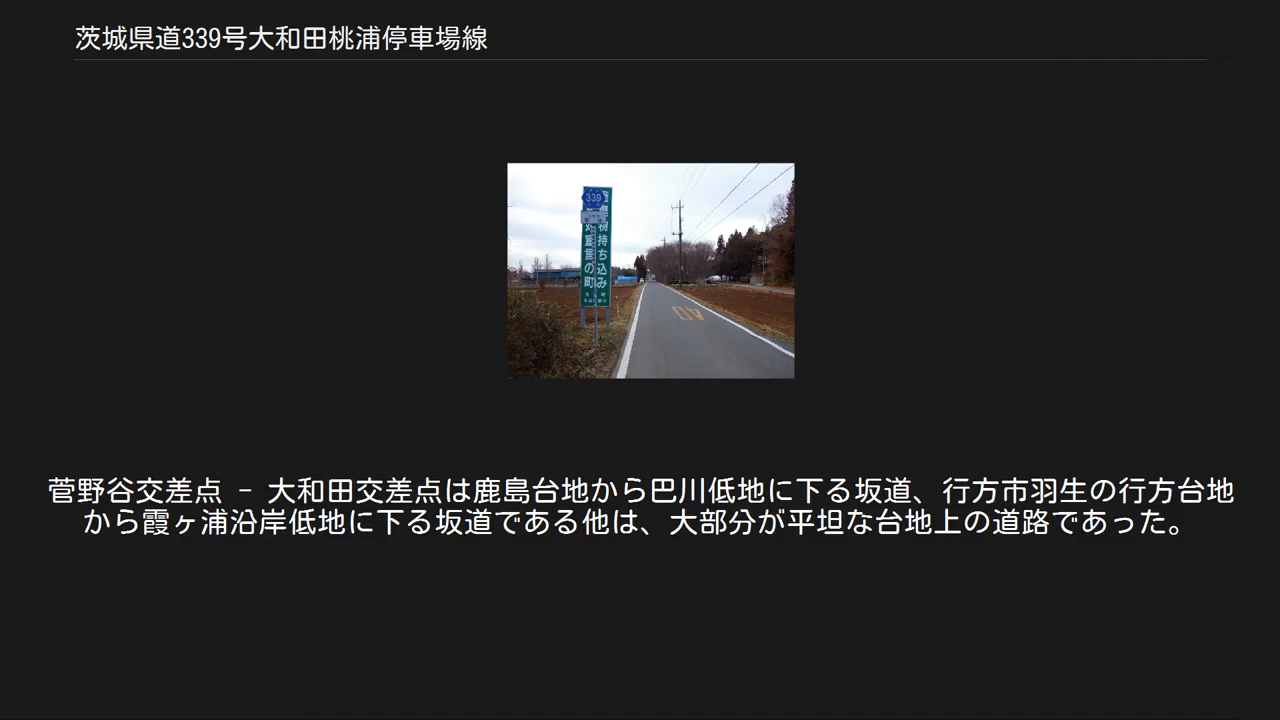 茨城県道339号大和田桃浦停車場線
339
物持ち込み
宣言の町
菅野谷交差点 - 大和田交差点は鹿島台地から巴川低地に下る坂道、行方市羽生の行方台地
から霞ヶ浦沿岸低地に下る坂道である他は、大部分が平坦な台地上の道路であった。